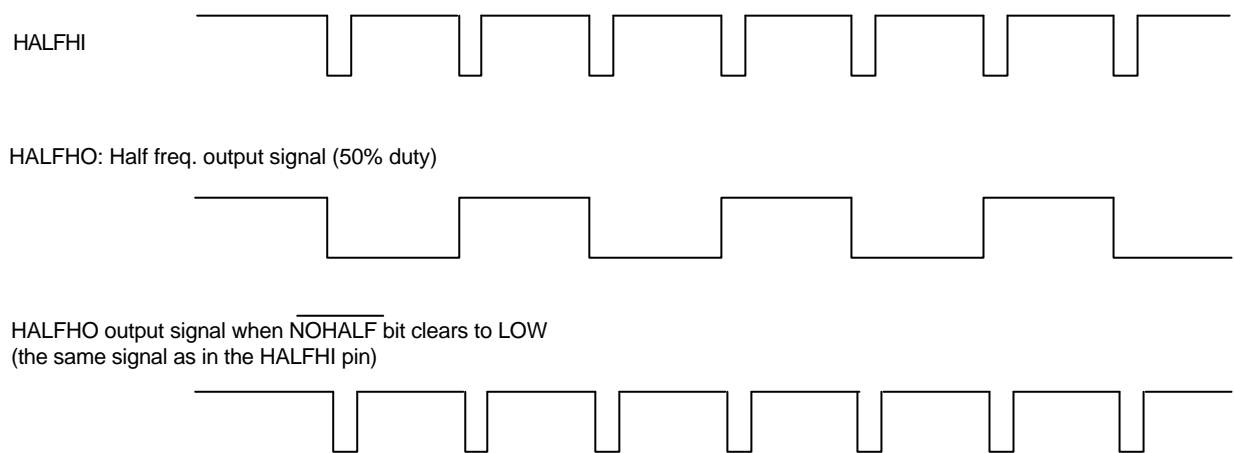 HALFHI
HALFHO: Half freq. output signal (50% duty)
HALFHO output signal when NOHALF bit clears to LOW
(the same signal as in the HALFHI pin)